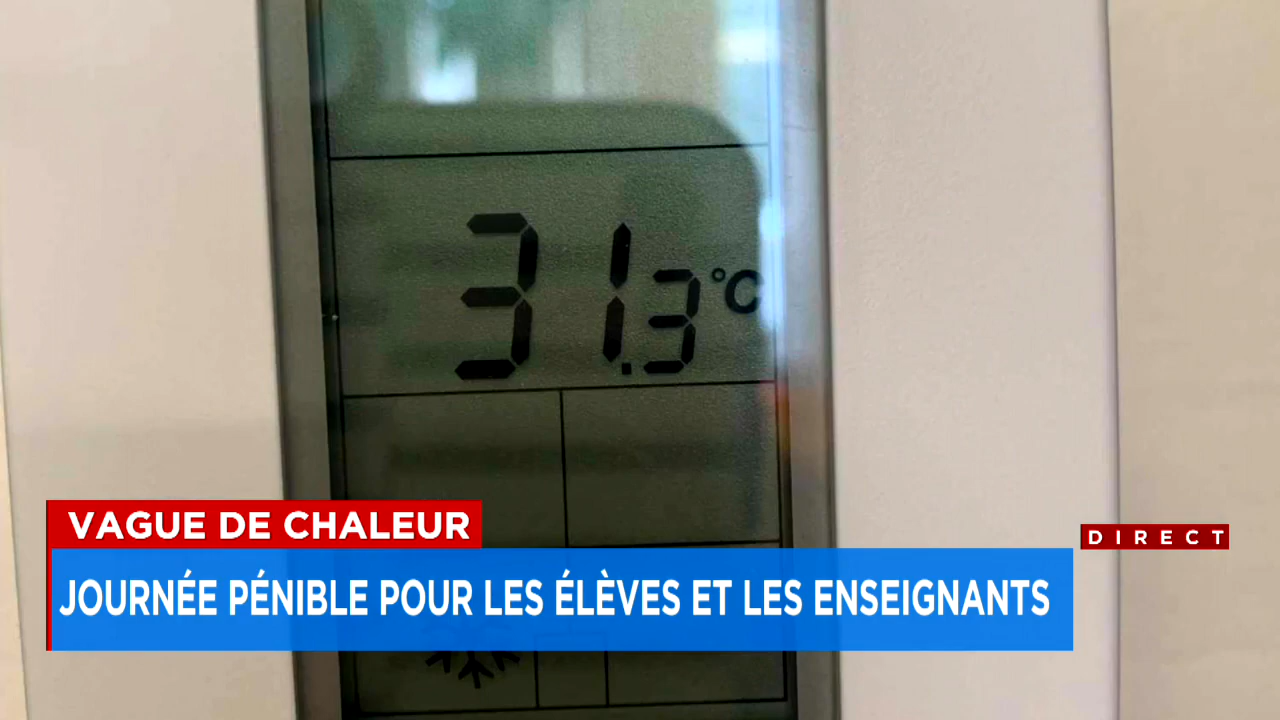 31.3 °C
VAGUE DE CHALEUR
DIRECT
JOURNÉE PÉNIBLE POUR LES ÉLÈVES ET LES ENSEIGNANTS